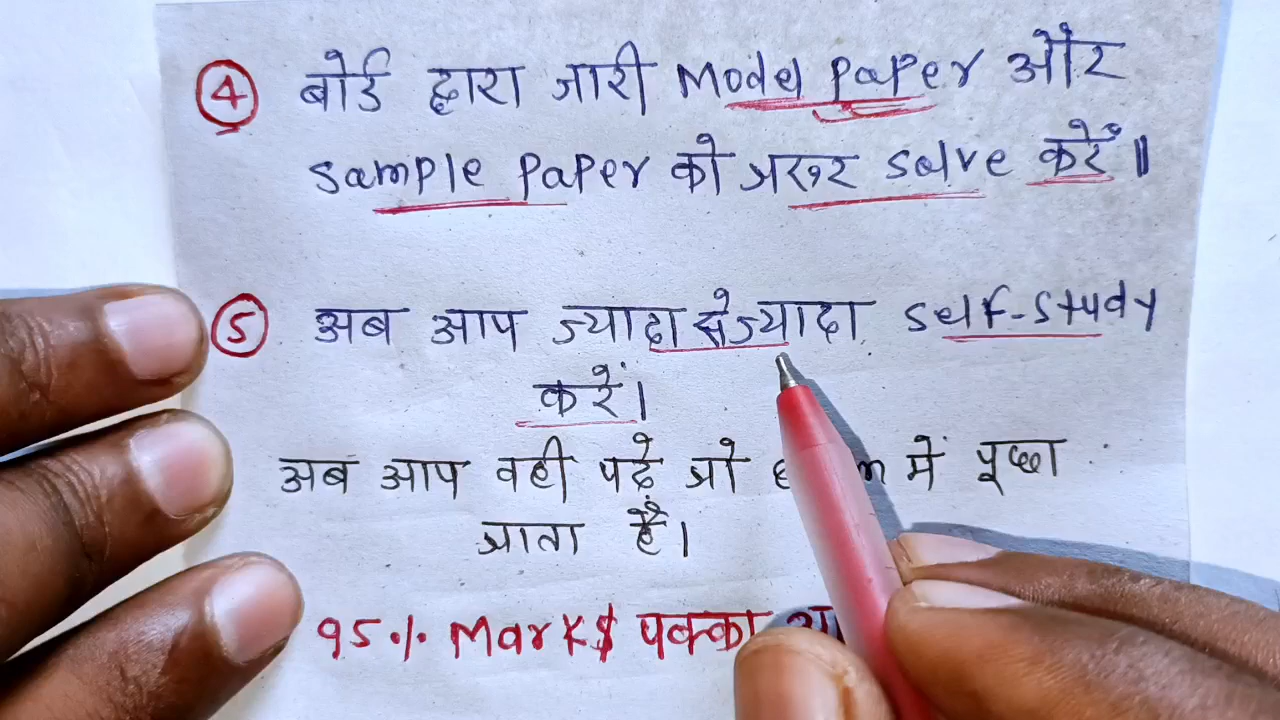 ④ बोर्ड द्वारा जारी Model Paper और
Sample Paper को जरूर Solve करें॥
⑤ अब आप ज्यादा से ज्यादा Self-Study
करें।
अब आप वही पढे जो में पूछा
जाता है।
95% Marks पक्का